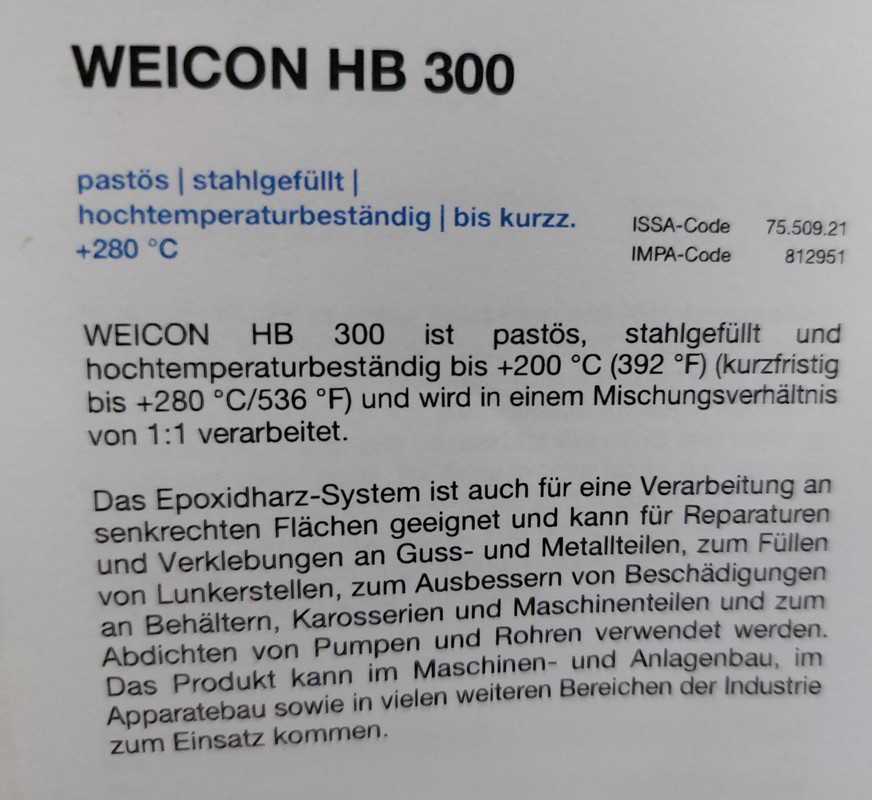 WEICON HB 300
pastös | stahlgefüllt |
hochtemperaturbeständig | bis kurzz.
+280 °C
ISSA-Code 75.509.21
IMPA-Code 812951
WEICON HB 300 ist pastös, stahlgefüllt und
hochtemperaturbeständig bis +200 °C (392 °F) (kurzfristig
bis +280 °C/536 °F) und wird in einem Mischungsverhältnis
von 1:1 verarbeitet.
Das Epoxidharz-System ist auch für eine Verarbeitung an
senkrechten Flächen geeignet und kann für Reparaturen
und Verklebungen an Guss- und Metallteilen, zum Füllen
von Lunkerstellen, zum Ausbessern von Beschädigungen
an Behältern, Karosserien und Maschinenteilen und zum
Abdichten von Pumpen und Rohren verwendet werden.
Das Produkt kann im Maschinen- und Anlagenbau, im
Apparatebau sowie in vielen weiteren Bereichen der Industrie
zum Einsatz kommen.